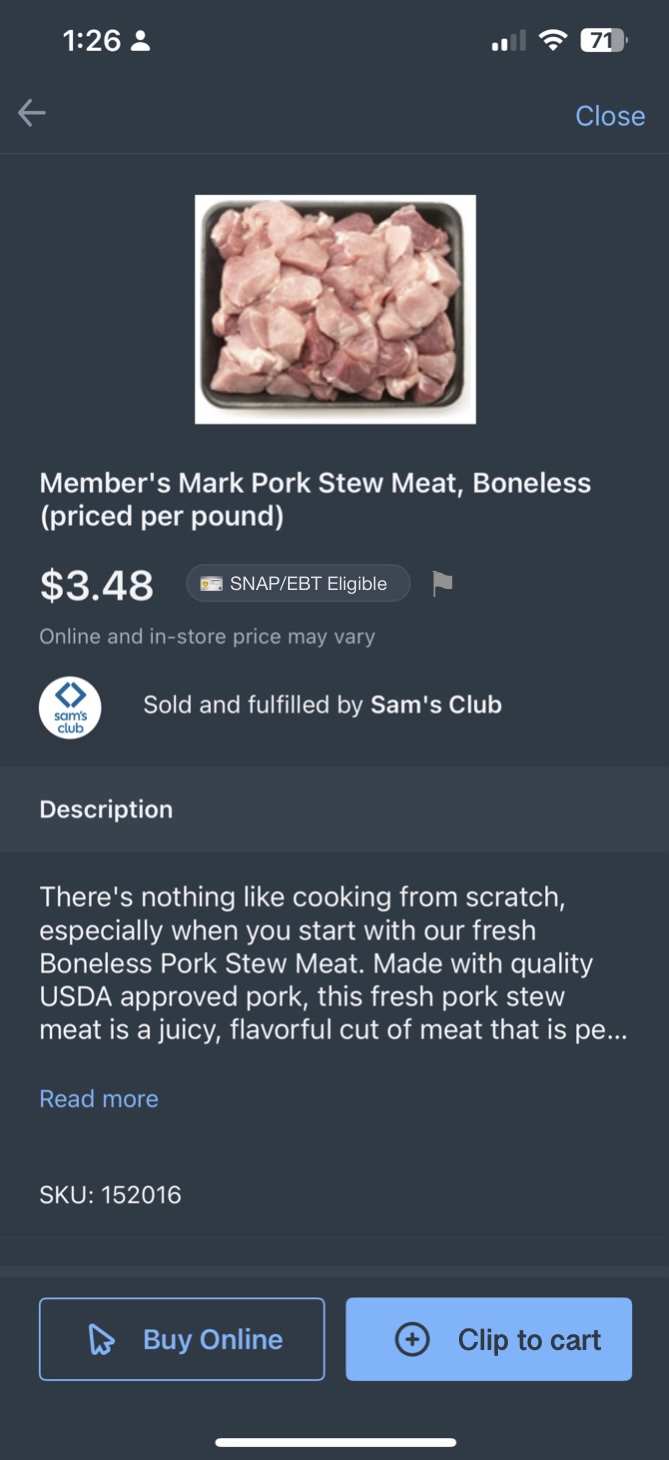 1:26
71
Close
Member's Mark Pork Stew Meat, Boneless
(priced per pound)
$3.48
SNAP/EBT Eligible
Online and in-store price may vary
sam's
club
Sold and fulfilled by Sam's Club
Description
There's nothing like cooking from scratch,
especially when you start with our fresh
Boneless Pork Stew Meat. Made with quality
USDA approved pork, this fresh pork stew
meat is a juicy, flavorful cut of meat that is pe...
Read more
SKU: 152016
Buy Online
Clip to cart